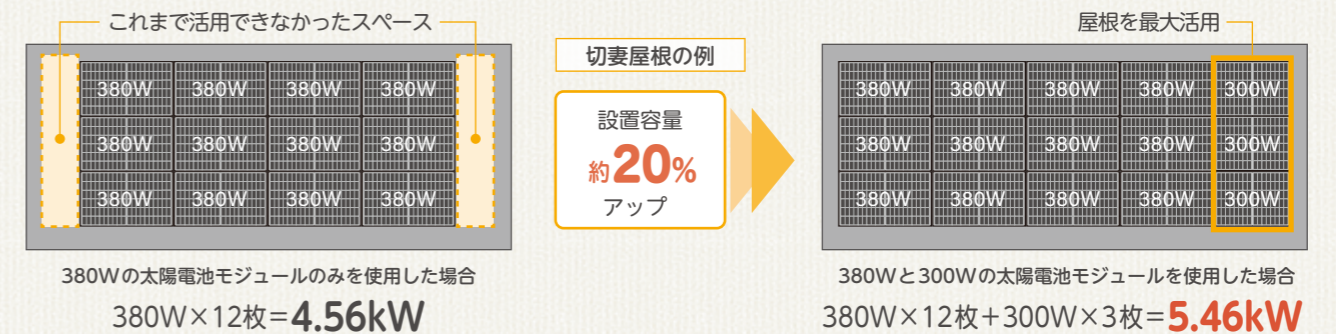 これまで活用できなかったスペース
380W 380W 380W 380W
380W 380W 380W 380W
380W 380W 380W 380W
380Wの太陽電池モジュールのみを使用した場合
380W×12枚＝4.56kW
切妻屋根の例
設置容量
約20%
アップ
屋根を最大活用
380W 380W 380W 380W 300W
380W 380W 380W 380W 300W
380W 380W 380W 380W 300W
380Wと300Wの太陽電池モジュールを使用した場合
380W×12枚＋300W×3枚＝5.46kW